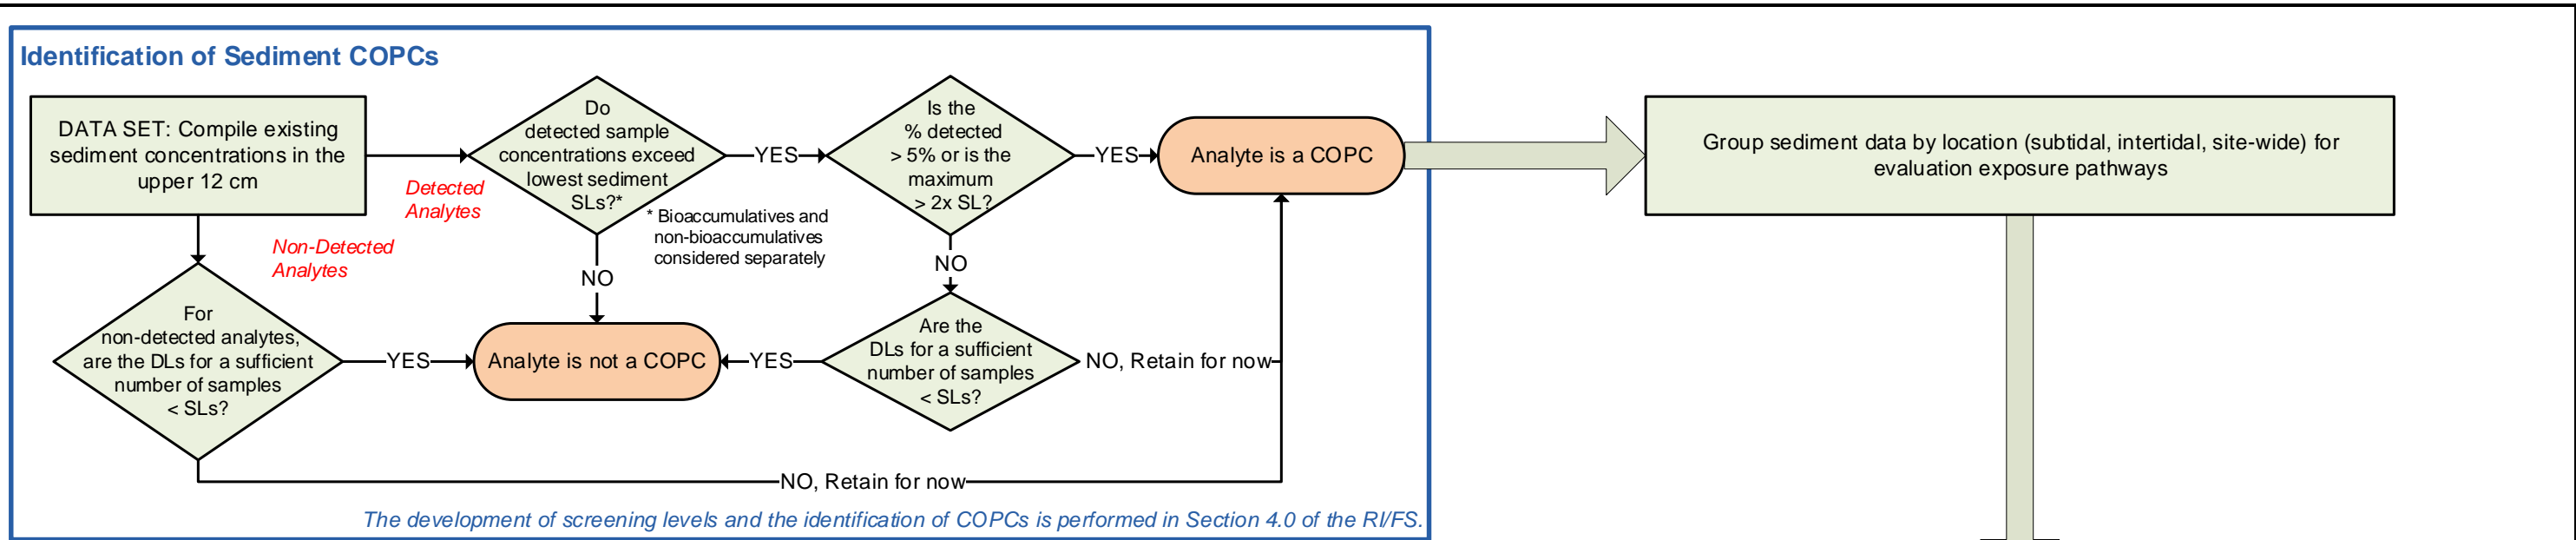 Identification of Sediment COPCs
DATA SET: Compile existing
sediment concentrations in the
upper 12 cm
Detected
Analytes
Non-Detected
Analytes
Do
detected sample
concentrations exceed
lowest sediment
SLs?*
YES
* Bioaccumulatives and
non-bioaccumulatives
considered separately
NO
Is the
% detected
> 5% or is the
maximum
> 2x SL?
YES
NO
Analyte is a COPC
Group sediment data by location (subtidal, intertidal, site-wide) for
evaluation exposure pathways
For
non-detected analytes,
are the DLs for a sufficient
number of samples
< SLs?
YES
Analyte is not a COPC
YES
Are the
DLs for a sufficient
number of samples
< SLs?
NO, Retain for now
NO, Retain for now
The development of screening levels and the identification of COPCs is performed in Section 4.0 of the RI/FS.